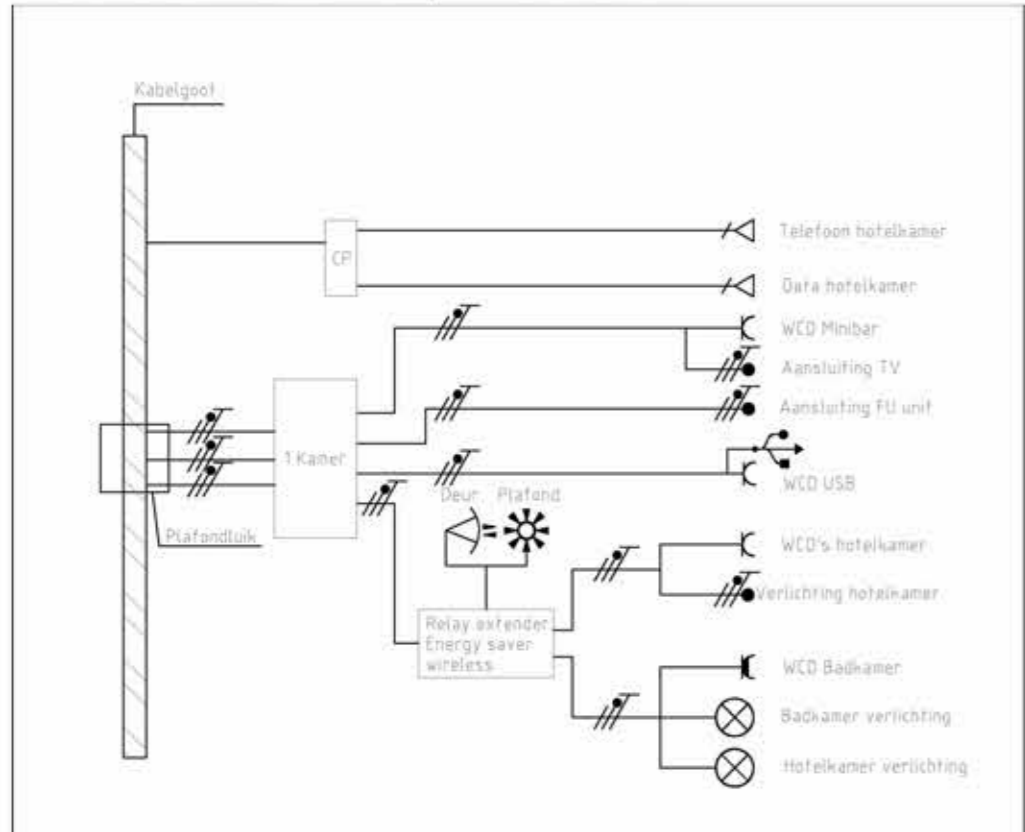 Kabelgoot
Telefoon hotelkamer
CP
Data hotelkamer
WCD Minibar
Aansluiting TV
Aansluiting FU unit
1 Kamer
WCD USB
Deur
Plafond
Plafondluik
WCD's hotelkamer
Verlichting hotelkamer
Relay extender
Energy saver
wireless
WCD Badkamer
Badkamer verlichting
Hotelkamer verlichting